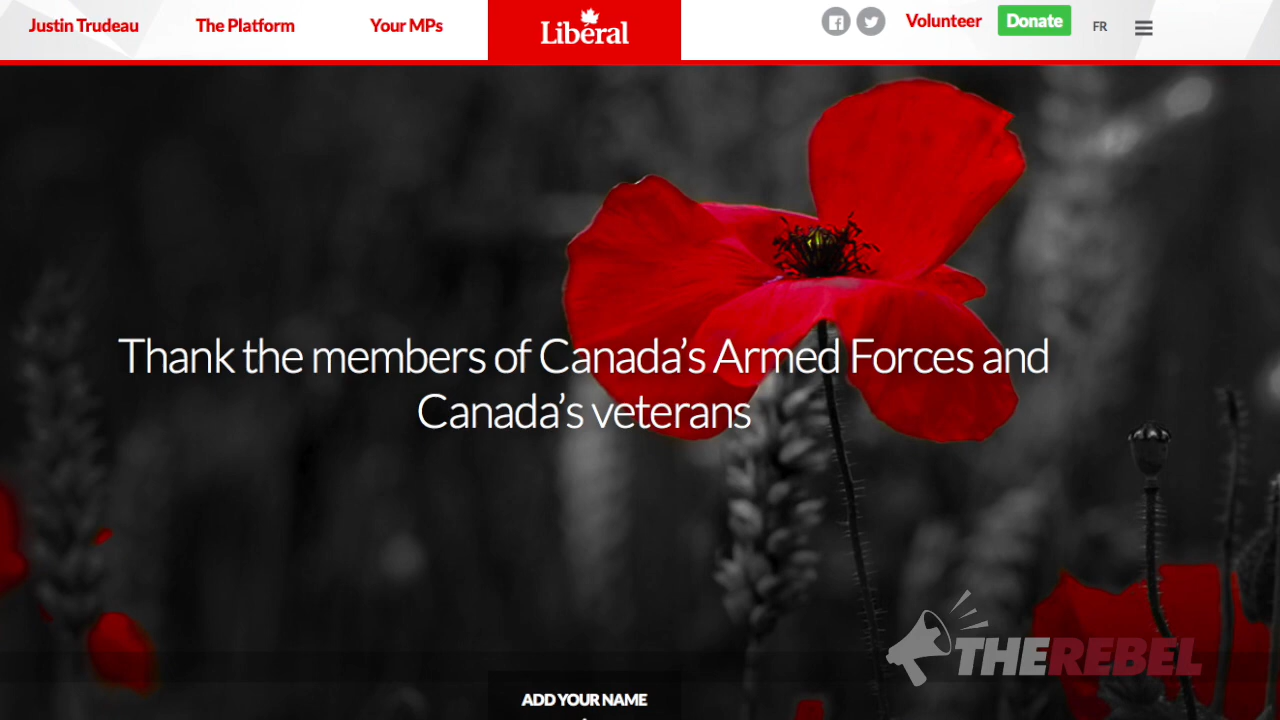 Justin Trudeau
The Platform
Your MPs
Liberal
Volunteer
Donate
FR
Thank the members of Canada's Armed Forces and
Canada's veterans
THEREBEL
ADD YOUR NAME